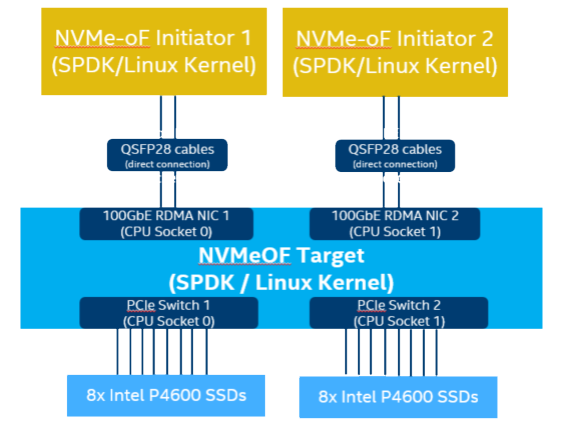 NVMe-oF Initiator 1
(SPDK/Linux Kernel)
NVMe-oF Initiator 2
(SPDK/Linux Kernel)
QSFP28 cables
(direct connection)
QSFP28 cables
(direct connection)
100GbE RDMA NIC 1
(CPU Socket 0)
100GbE RDMA NIC 2
(CPU Socket 1)
NVMeOF Target
(SPDK / Linux Kernel)
PCIe Switch 1
(CPU Socket 0)
PCIe Switch 2
(CPU Socket 1)
8x Intel P4600 SSDs
8x Intel P4600 SSDs